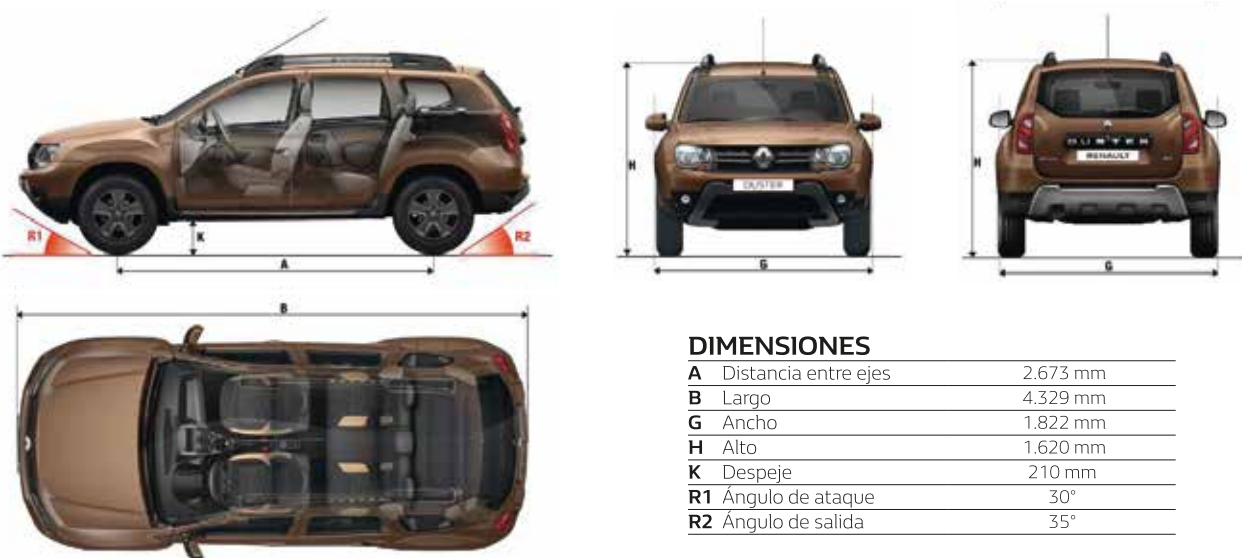 H
H
DUSTER
DUSTER
RENAULT
R1
K
R2
A
G
G
B
DIMENSIONES
A Distancia entre ejes 2.673 mm
B Largo 4.329 mm
G Ancho 1.822 mm
H Alto 1.620 mm
K Despeje 210 mm
R1 Ángulo de ataque 30°
R2 Ángulo de salida 35°